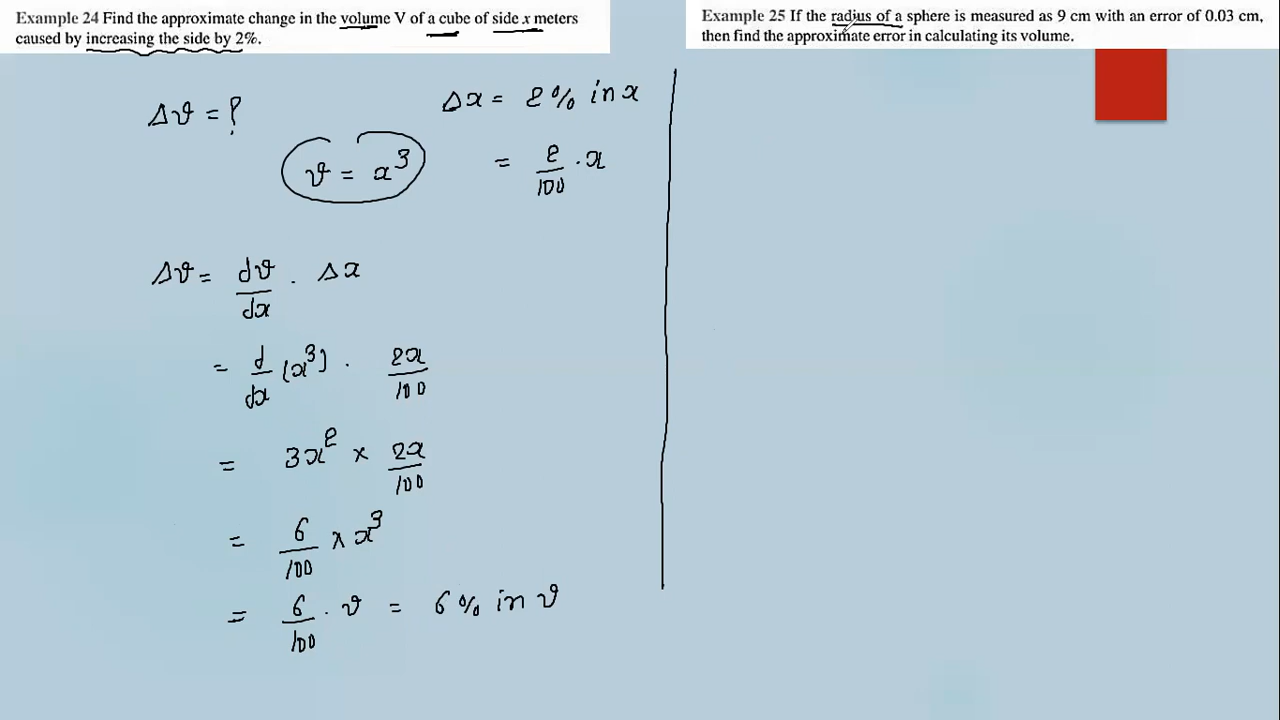 Example 24 Find the approximate change in the volume V of a cube of side x meters
caused by increasing the side by 2%.
Δϑ = ?
Δx = 2% in x
ϑ = x³
= 2/100 · x
Δϑ = dϑ/dx · Δx
= d/dx (x³) · 2x/100
= 3x² × 2x/100
= 6/100 × x³
= 6/100 · ϑ = 6% in ϑ
Example 25 If the radius of a sphere is measured as 9 cm with an error of 0.03 cm,
then find the approximate error in calculating its volume.